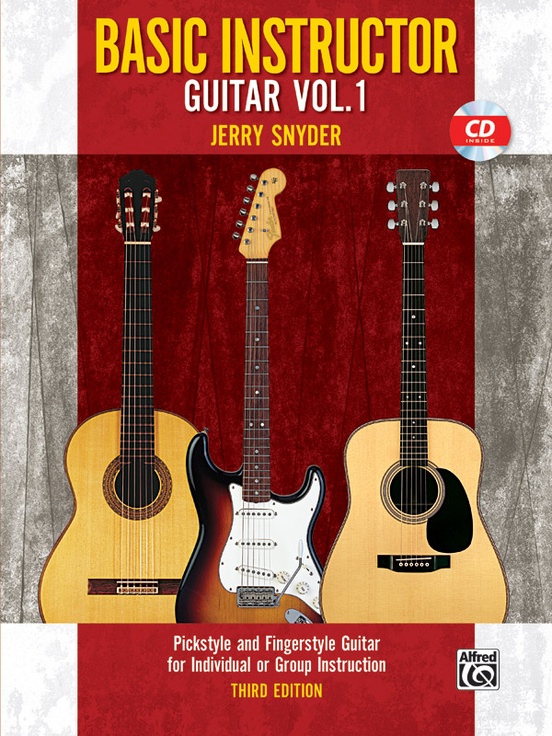 BASIC INSTRUCTOR
GUITAR VOL.1
JERRY SNYDER
CD
INSIDE
Pickstyle and Fingerstyle Guitar
for Individual or Group Instruction
THIRD EDITION
Alfred